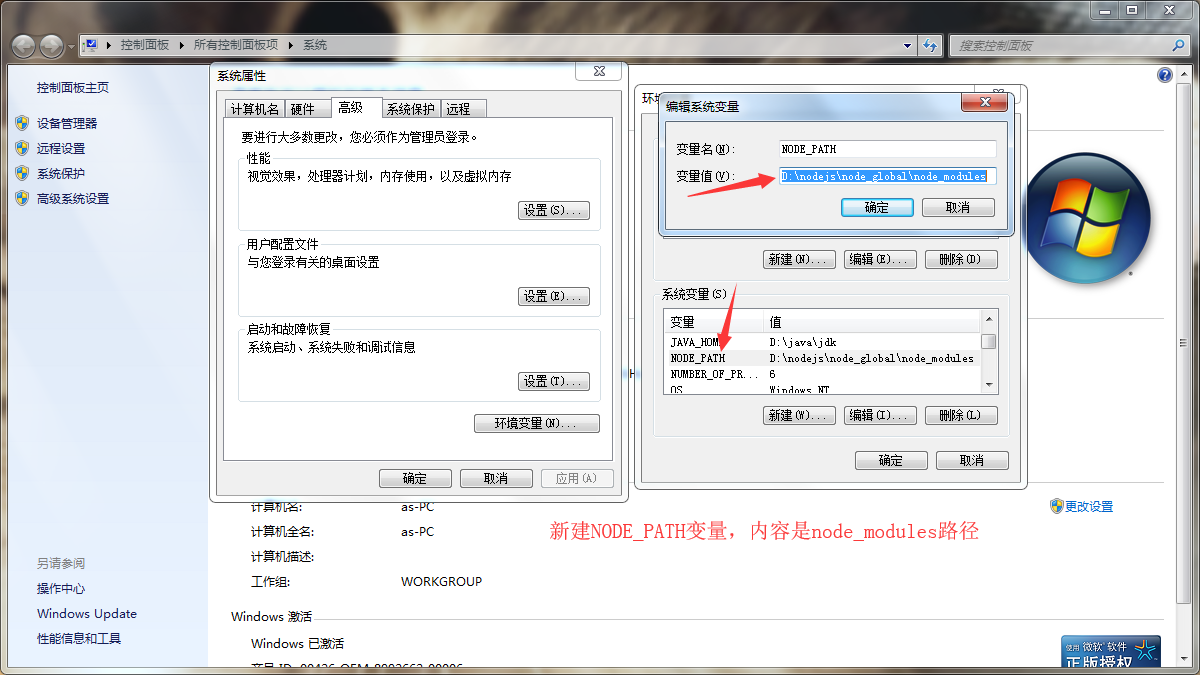 控制面板 ▸ 所有控制面板项 ▸ 系统
搜索控制面板
控制面板主页
设备管理器
远程设置
系统保护
高级系统设置
另请参阅
操作中心
Windows Update
性能信息和工具
系统属性
计算机名 硬件 高级 系统保护 远程
要进行大多数更改，您必须作为管理员登录。
性能
视觉效果，处理器计划，内存使用，以及虚拟内存
设置(S)...
用户配置文件
与您登录有关的桌面设置
设置(E)...
启动和故障恢复
系统启动、系统失败和调试信息
设置(T)...
环境变量(N)...
确定 取消 应用(A)
编辑系统变量
变量名(N): NODE_PATH
变量值(V): D:\nodejs\node_global\node_modules
确定 取消
新建(N)... 编辑(E)... 删除(D)
系统变量(S)
变量 值
JAVA_HOME D:\java\jdk
NODE_PATH D:\nodejs\node_global\node_modules
NUMBER_OF_PR... 6
OS Windows_NT
新建(W)... 编辑(I)... 删除(L)
确定 取消
计算机名: as-PC
更改设置
计算机全名: as-PC
新建NODE_PATH变量，内容是node_modules路径
计算机描述:
工作组: WORKGROUP
Windows 激活
Windows 已激活
使用 微软 软件
正版授权